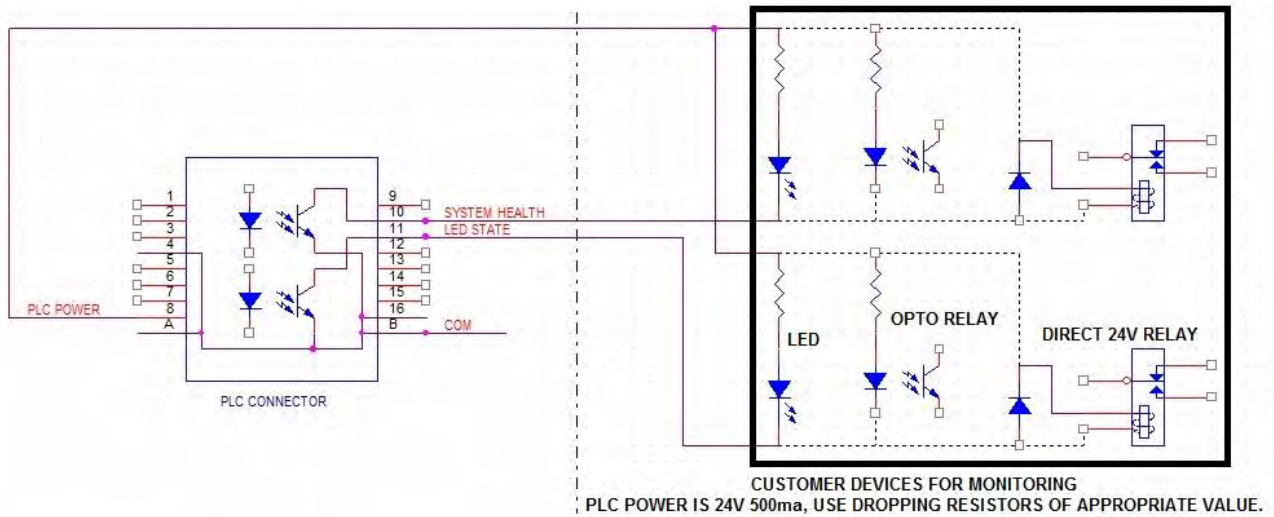 1
2
3
4
5
6
7
8
A
9
10
11
12
13
14
15
16
B
SYSTEM HEALTH
LED STATE
PLC POWER
COM
PLC CONNECTOR
LED
OPTO RELAY
DIRECT 24V RELAY
CUSTOMER DEVICES FOR MONITORING
PLC POWER IS 24V 500ma, USE DROPPING RESISTORS OF APPROPRIATE VALUE.